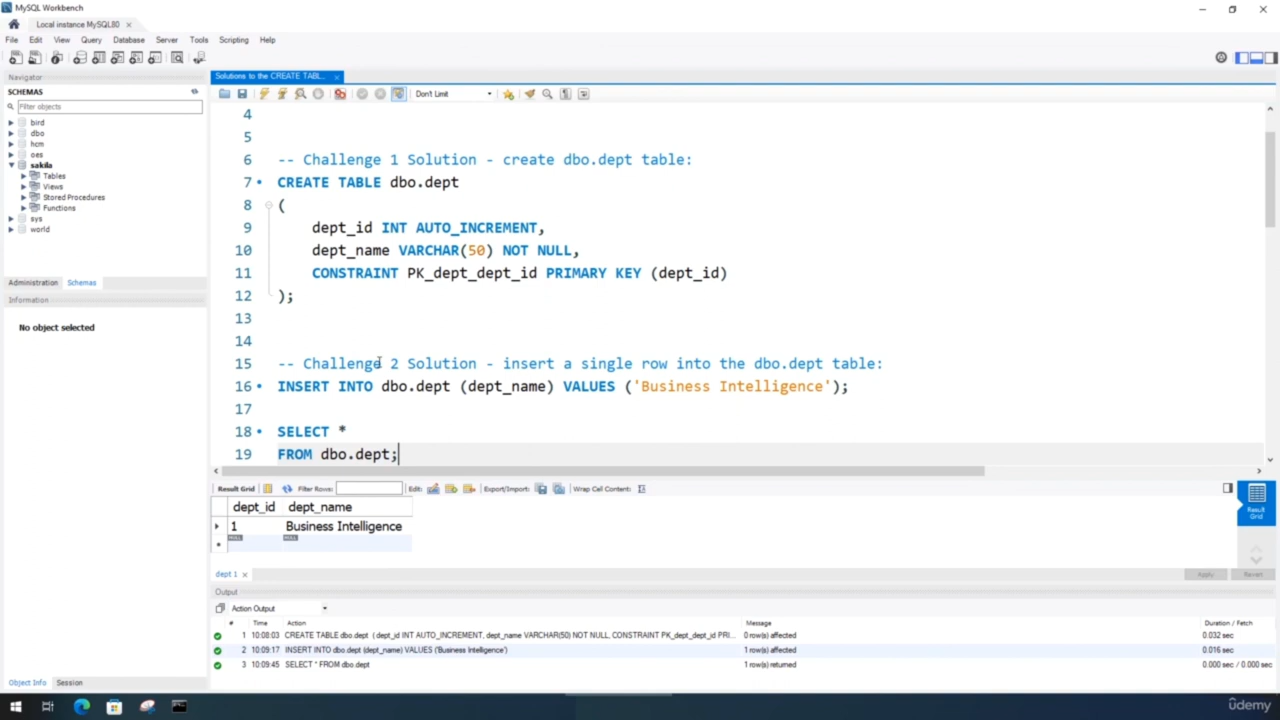 MySQL Workbench
Local instance MySQL80 ×
File Edit View Query Database Server Tools Scripting Help
Navigator
SCHEMAS
Filter objects
bird
dbo
hcm
oes
sakila
Tables
Views
Stored Procedures
Functions
sys
world
Administration Schemas
Information
No object selected
Solutions to the CREATE TABL... ×
Don't Limit
4
5
6 -- Challenge 1 Solution - create dbo.dept table:
7 CREATE TABLE dbo.dept
8 (
9 dept_id INT AUTO_INCREMENT,
10 dept_name VARCHAR(50) NOT NULL,
11 CONSTRAINT PK_dept_dept_id PRIMARY KEY (dept_id)
12 );
13
14
15 -- Challenge 2 Solution - insert a single row into the dbo.dept table:
16 INSERT INTO dbo.dept (dept_name) VALUES ('Business Intelligence');
17
18 SELECT *
19 FROM dbo.dept;
Result Grid Filter Rows: Edit: Export/Import: Wrap Cell Content:
dept_id dept_name
1 Business Intelligence
NULL NULL
Result Grid
dept 1 ×
Apply Revert
Output
Action Output
# Time Action Message Duration / Fetch
1 10:08:03 CREATE TABLE dbo.dept ( dept_id INT AUTO_INCREMENT, dept_name VARCHAR(50) NOT NULL, CONSTRAINT PK_dept_dept_id PRI... 0 row(s) affected 0.032 sec
2 10:09:17 INSERT INTO dbo.dept (dept_name) VALUES ('Business Intelligence') 1 row(s) affected 0.016 sec
3 10:09:45 SELECT * FROM dbo.dept 1 row(s) returned 0.000 sec / 0.000 sec
Object Info Session
ûdemy